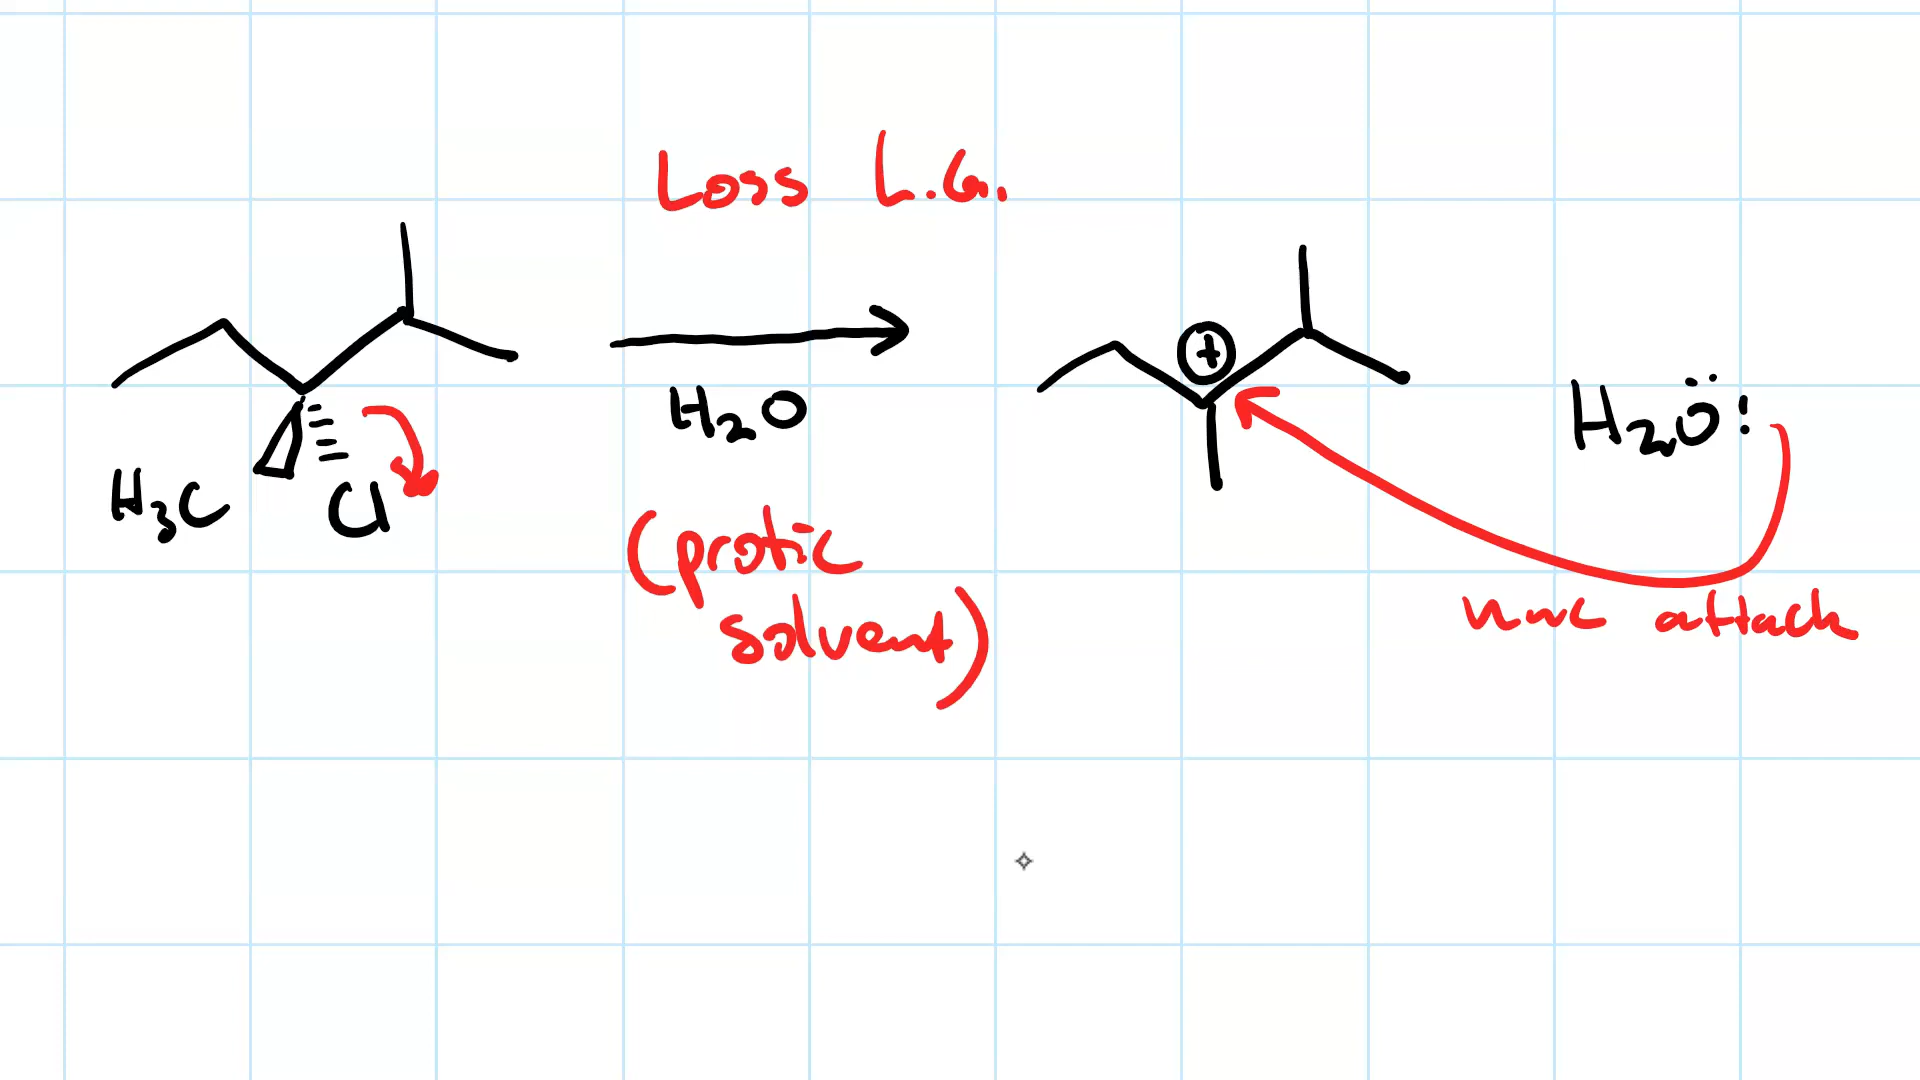 Loss L.G.
H₂O
H₃C
Cl
(protic
solvent)
+
H₂Ö:
nuc attack